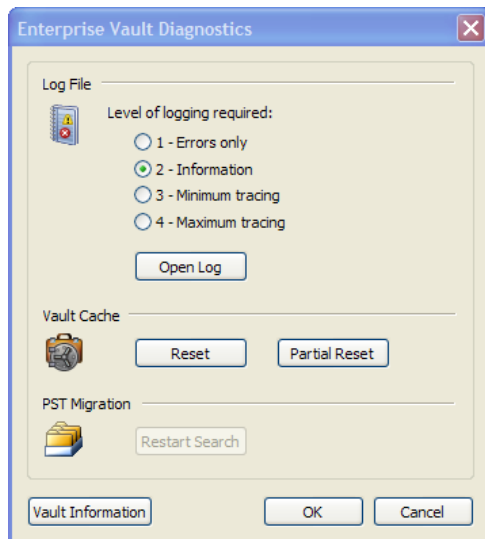 Enterprise Vault Diagnostics
Log File
Level of logging required:
1 - Errors only
2 - Information
3 - Minimum tracing
4 - Maximum tracing
Open Log
Vault Cache
Reset Partial Reset
PST Migration
Restart Search
Vault Information OK Cancel